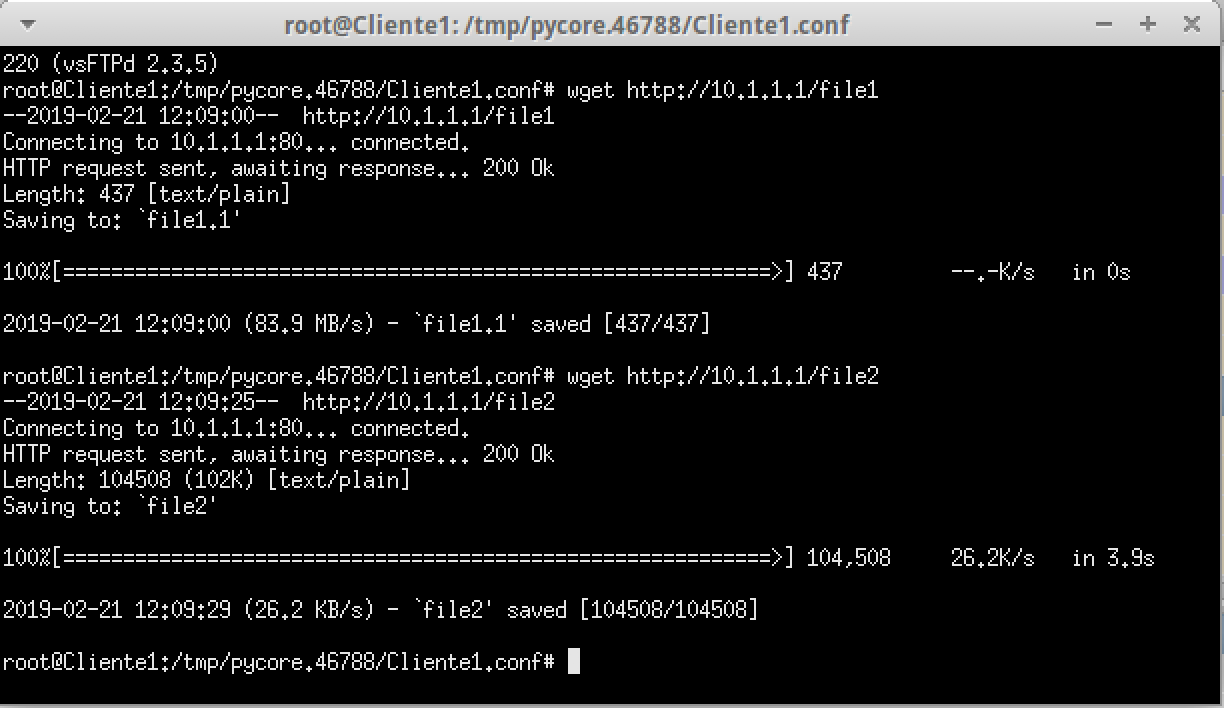 root@Cliente1: /tmp/pycore.46788/Cliente1.conf
220 (vsFTPd 2.3.5)
root@Cliente1:/tmp/pycore.46788/Cliente1.conf# wget http://10.1.1.1/file1
--2019-02-21 12:09:00--  http://10.1.1.1/file1
Connecting to 10.1.1.1:80... connected.
HTTP request sent, awaiting response... 200 Ok
Length: 437 [text/plain]
Saving to: `file1.1'
100%[===========================================================>] 437         --.-K/s   in 0s
2019-02-21 12:09:00 (83.9 MB/s) - `file1.1' saved [437/437]
root@Cliente1:/tmp/pycore.46788/Cliente1.conf# wget http://10.1.1.1/file2
--2019-02-21 12:09:25--  http://10.1.1.1/file2
Connecting to 10.1.1.1:80... connected.
HTTP request sent, awaiting response... 200 Ok
Length: 104508 (102K) [text/plain]
Saving to: `file2'
100%[===========================================================>] 104,508     26.2K/s   in 3.9s
2019-02-21 12:09:29 (26.2 KB/s) - `file2' saved [104508/104508]
root@Cliente1:/tmp/pycore.46788/Cliente1.conf#